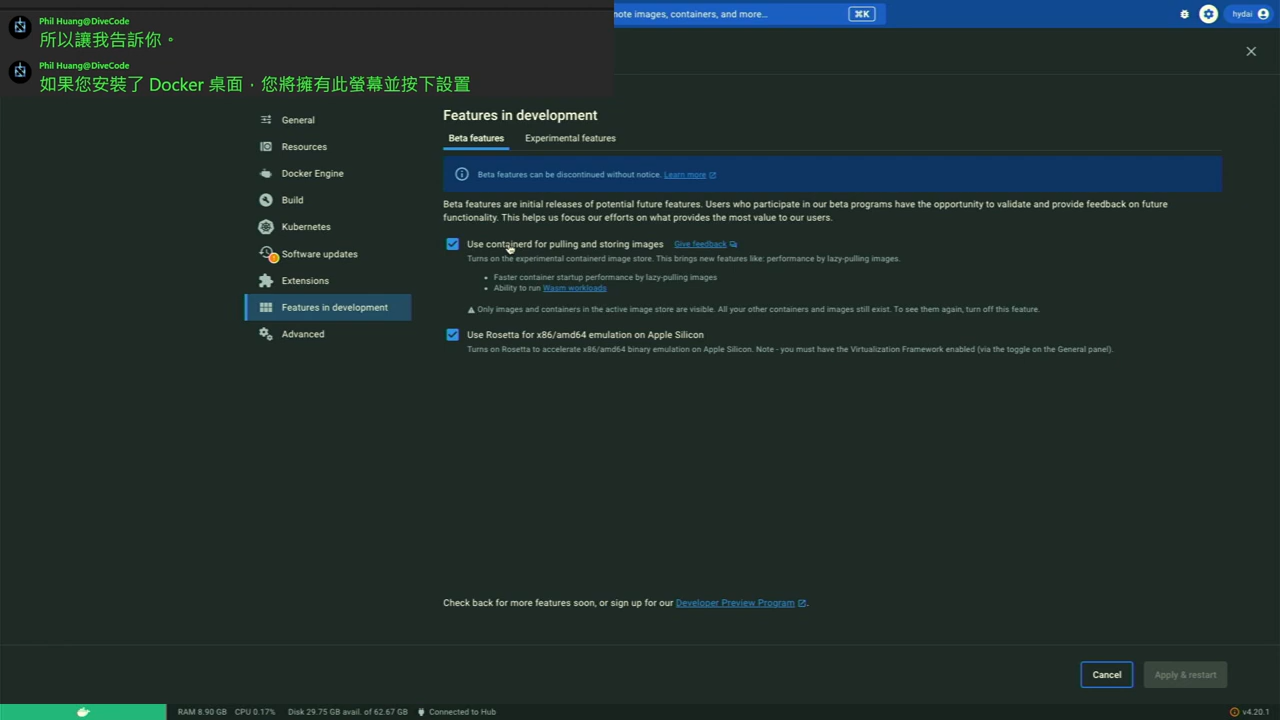 Phil Huang@DiveCode
所以讓我告訴你。
Phil Huang@DiveCode
如果您安裝了 Docker 桌面，您將擁有此螢幕並按下設置
note images, containers, and more...
⌘K
hydai
General
Resources
Docker Engine
Build
Kubernetes
Software updates
Extensions
Features in development
Advanced
Features in development
Beta features
Experimental features
Beta features can be discontinued without notice. Learn more
Beta features are initial releases of potential future features. Users who participate in our beta programs have the opportunity to validate and provide feedback on future
functionality. This helps us focus our efforts on what provides the most value to our users.
Use containerd for pulling and storing images Give feedback
Turns on the experimental containerd image store. This brings new features like: performance by lazy-pulling images.
• Faster container startup performance by lazy-pulling images
• Ability to run Wasm workloads
Only images and containers in the active image store are visible. All your other containers and images still exist. To see them again, turn off this feature.
Use Rosetta for x86/amd64 emulation on Apple Silicon
Turns on Rosetta to accelerate x86/amd64 binary emulation on Apple Silicon. Note - you must have the Virtualization Framework enabled (via the toggle on the General panel).
Check back for more features soon, or sign up for our Developer Preview Program.
Cancel
Apply & restart
RAM 8.90 GB CPU 0.17% Disk 29.75 GB avail. of 62.67 GB Connected to Hub
v4.20.1